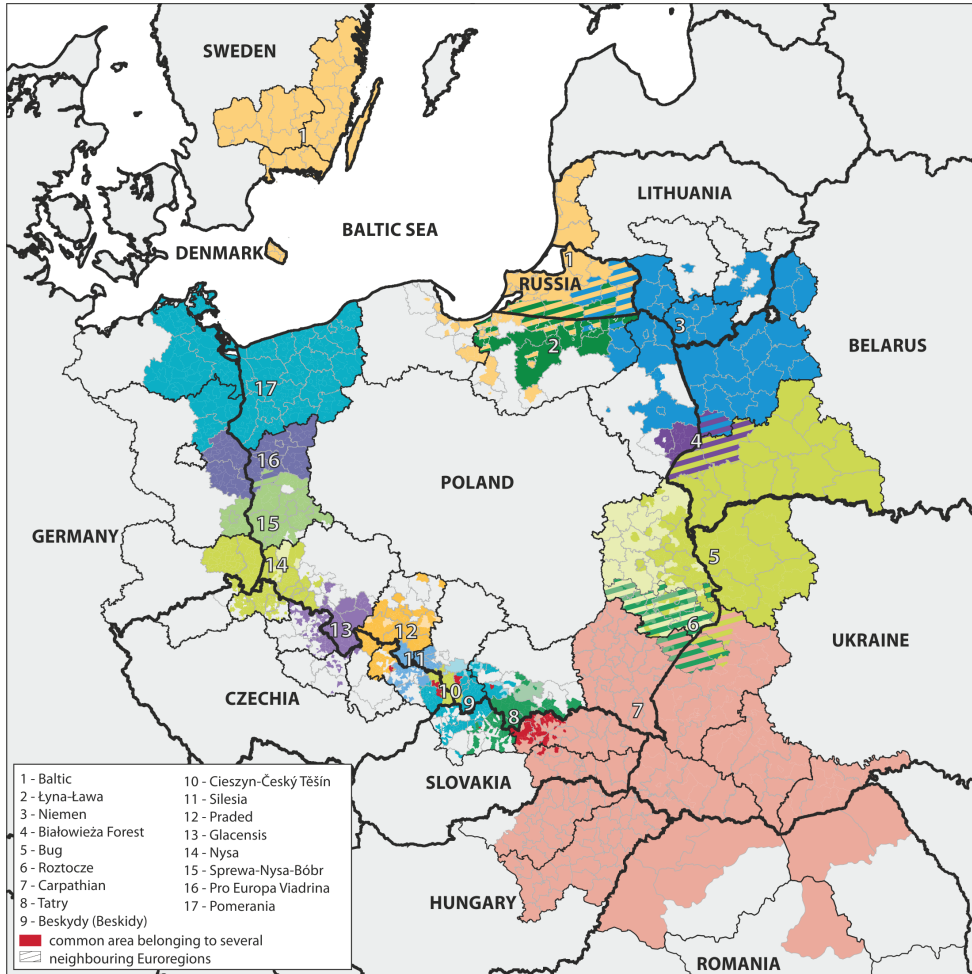 SWEDEN
1
LITHUANIA
BALTIC SEA
DENMARK
1
RUSSIA
3
2
BELARUS
17
4
16
POLAND
15
GERMANY
5
14
6
13
12
UKRAINE
11
CZECHIA
10
9
8
7
SLOVAKIA
HUNGARY
ROMANIA
1 - Baltic
2 - Łyna-Ława
3 - Niemen
4 - Białowieża Forest
5 - Bug
6 - Roztocze
7 - Carpathian
8 - Tatry
9 - Beskydy (Beskidy)
10 - Cieszyn-Český Těšín
11 - Silesia
12 - Praded
13 - Glacensis
14 - Nysa
15 - Sprewa-Nysa-Bóbr
16 - Pro Europa Viadrina
17 - Pomerania
common area belonging to several
neighbouring Euroregions